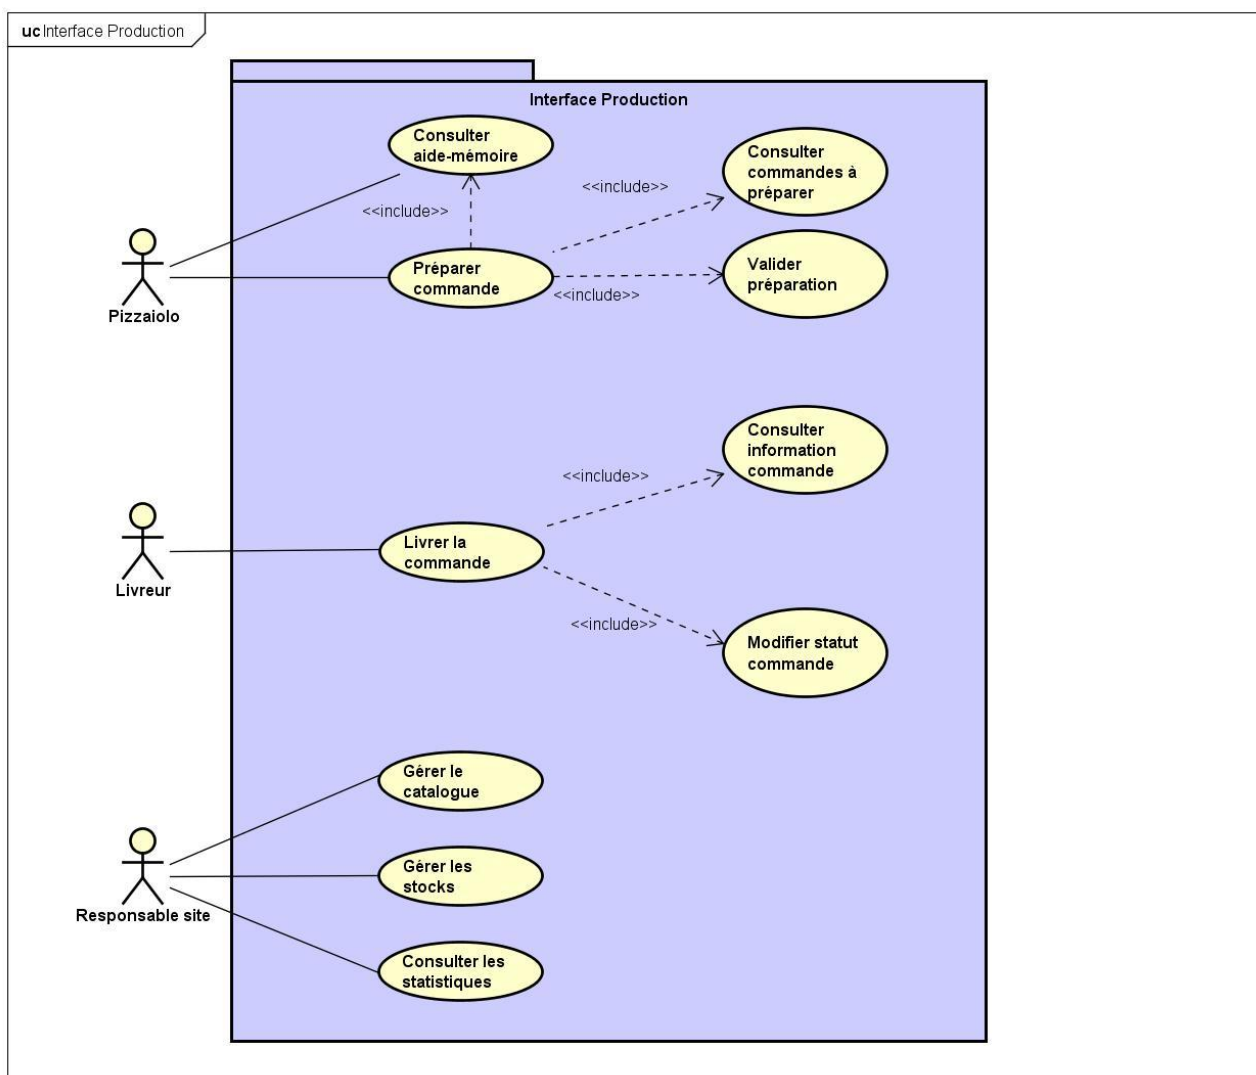 uc Interface Production
Interface Production
Consulter
aide-mémoire
Consulter
commandes à
préparer
<<include>>
<<include>>
Préparer
commande
Valider
préparation
<<include>>
Pizzaiolo
Consulter
information
commande
<<include>>
Livrer la
commande
Livreur
<<include>>
Modifier statut
commande
Gérer le
catalogue
Gérer les
stocks
Responsable site
Consulter les
statistiques